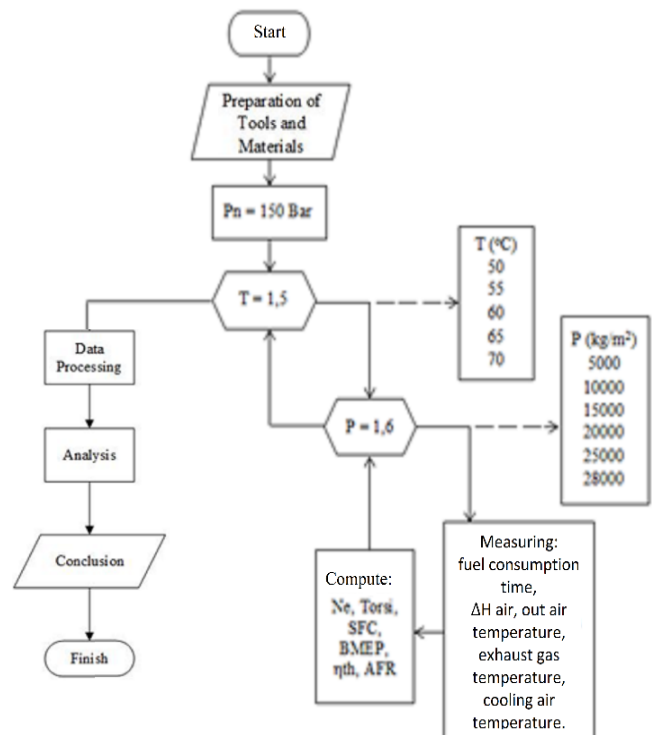 Start
Preparation of
Tools and
Materials
Pn = 150 Bar
T = 1,5
T (°C)
50
55
60
65
70
P (kg/m²)
5000
10000
15000
20000
25000
28000
P = 1,6
Data
Processing
Analysis
Conclusion
Finish
Measuring:
fuel consumption
time,
ΔH air, out air
temperature,
exhaust gas
temperature,
cooling air
temperature.
Compute:
Ne, Torsi,
SFC,
BMEP,
ηth, AFR